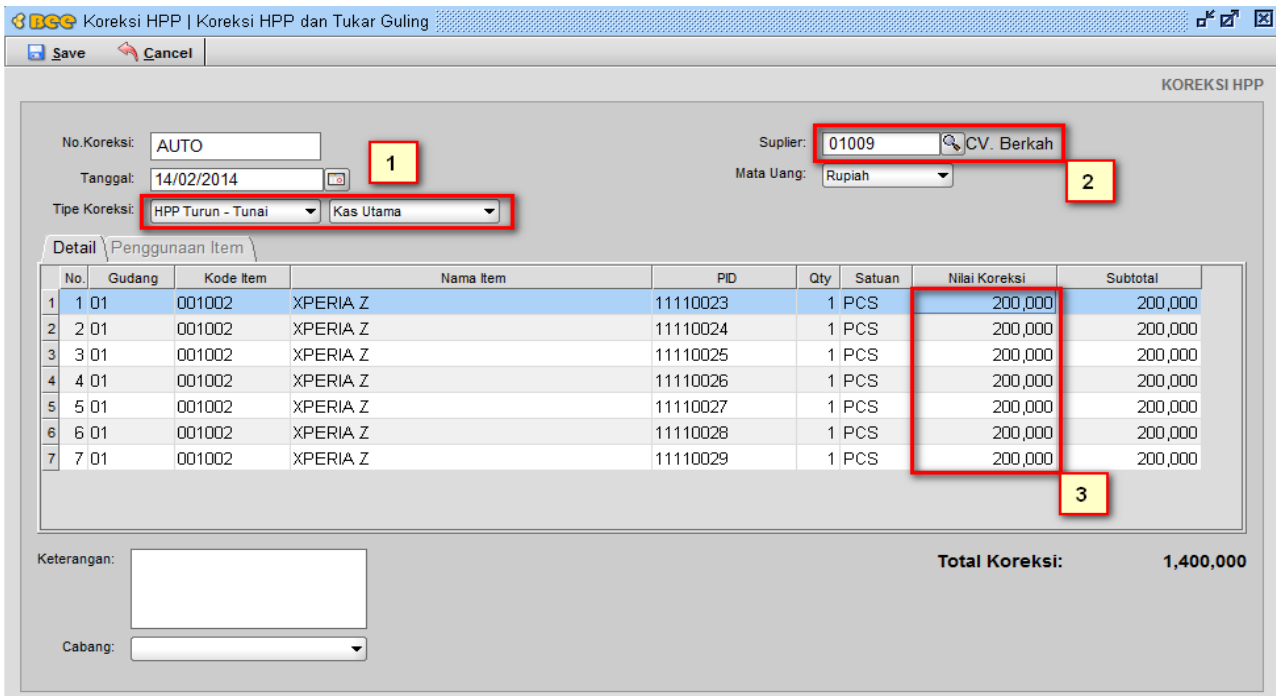 Bee Koreksi HPP | Koreksi HPP dan Tukar Guling
Save Cancel
KOREKSI HPP
No.Koreksi: AUTO
1
Suplier: 01009 CV. Berkah
Tanggal: 14/02/2014
Mata Uang: Rupiah
2
Tipe Koreksi: HPP Turun - Tunai Kas Utama
Detail Penggunaan Item
No. Gudang Kode Item Nama Item PID Qty Satuan Nilai Koreksi Subtotal
1 1 01 001002 XPERIA Z 11110023 1 PCS 200,000 200,000
2 2 01 001002 XPERIA Z 11110024 1 PCS 200,000 200,000
3 3 01 001002 XPERIA Z 11110025 1 PCS 200,000 200,000
4 4 01 001002 XPERIA Z 11110026 1 PCS 200,000 200,000
5 5 01 001002 XPERIA Z 11110027 1 PCS 200,000 200,000
6 6 01 001002 XPERIA Z 11110028 1 PCS 200,000 200,000
7 7 01 001002 XPERIA Z 11110029 1 PCS 200,000 200,000
3
Keterangan:
Total Koreksi: 1,400,000
Cabang: